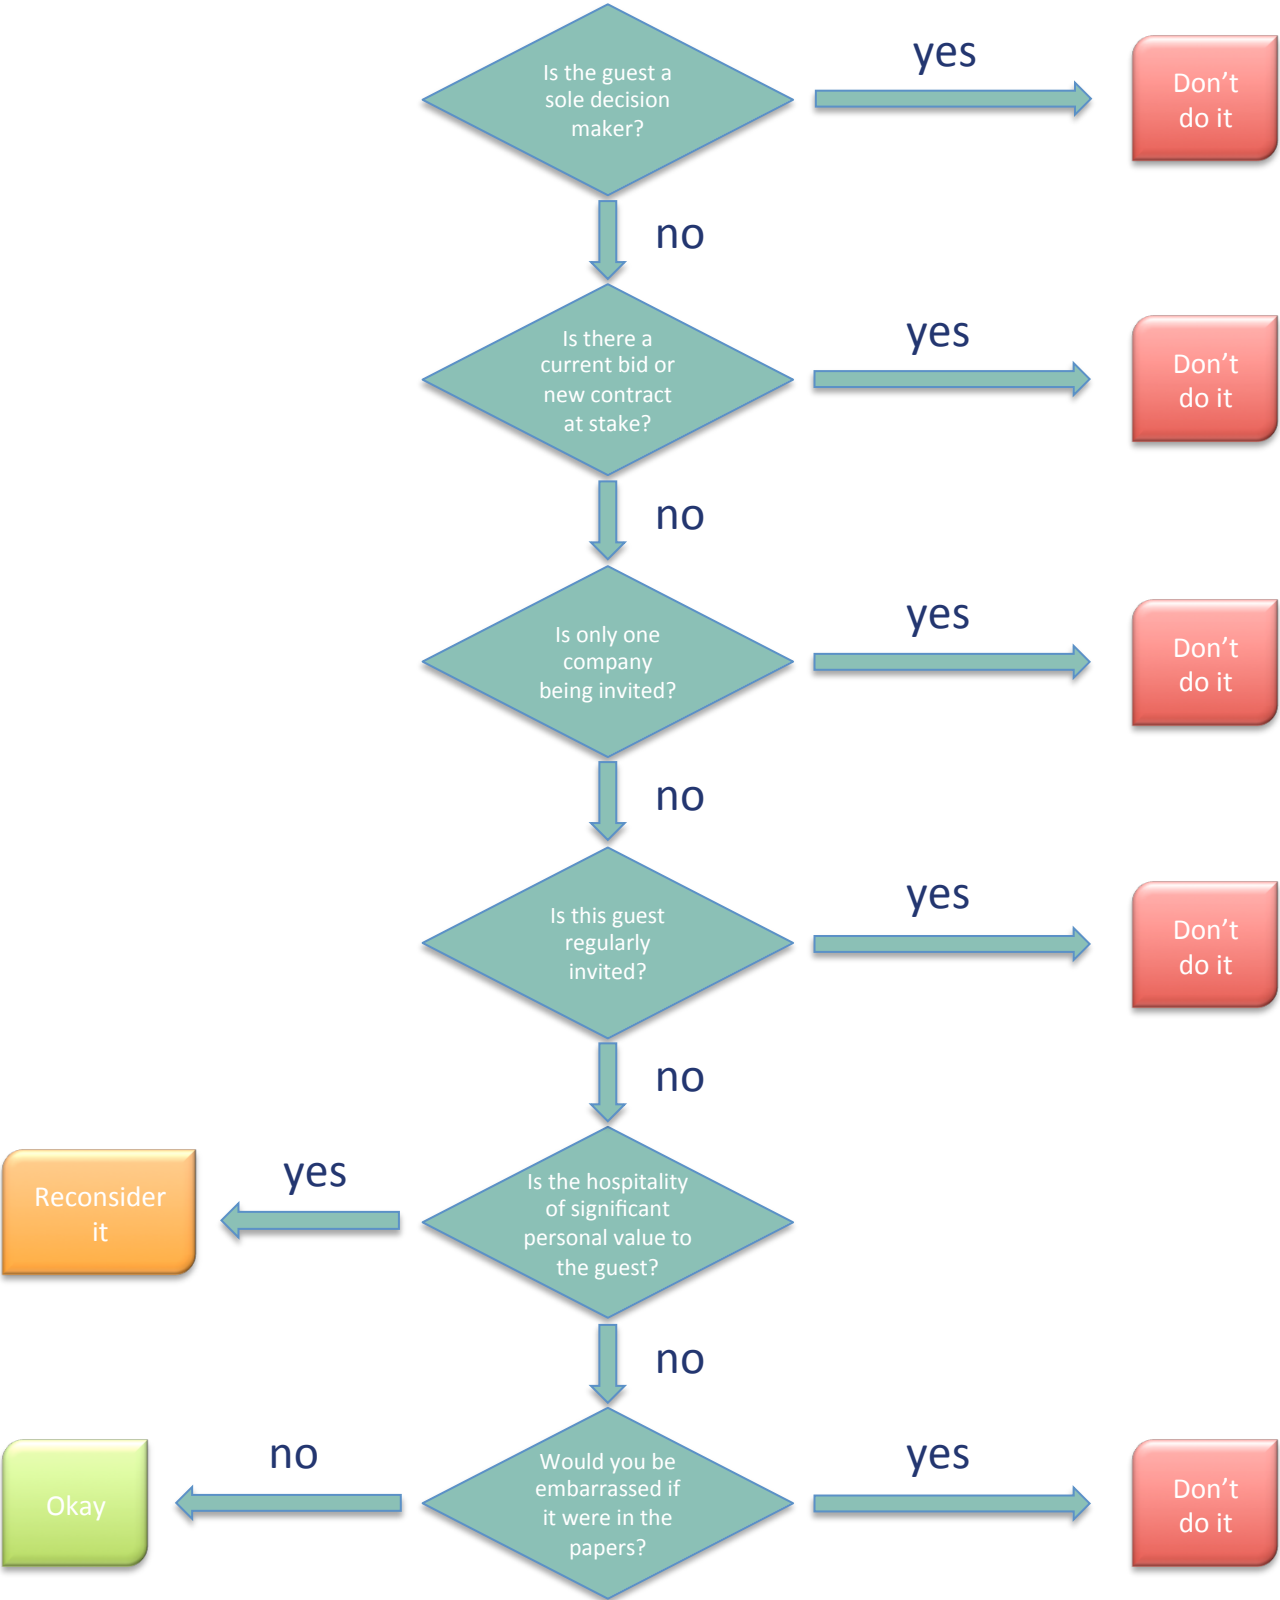 Is the guest a
sole decision
maker?
yes
Don't
do it
no
Is there a
current bid or
new contract
at stake?
yes
Don't
do it
no
Is only one
company
being invited?
yes
Don't
do it
no
Is this guest
regularly
invited?
yes
Don't
do it
no
Reconsider
it
yes
Is the hospitality
of significant
personal value to
the guest?
no
Okay
no
Would you be
embarrassed if
it were in the
papers?
yes
Don't
do it